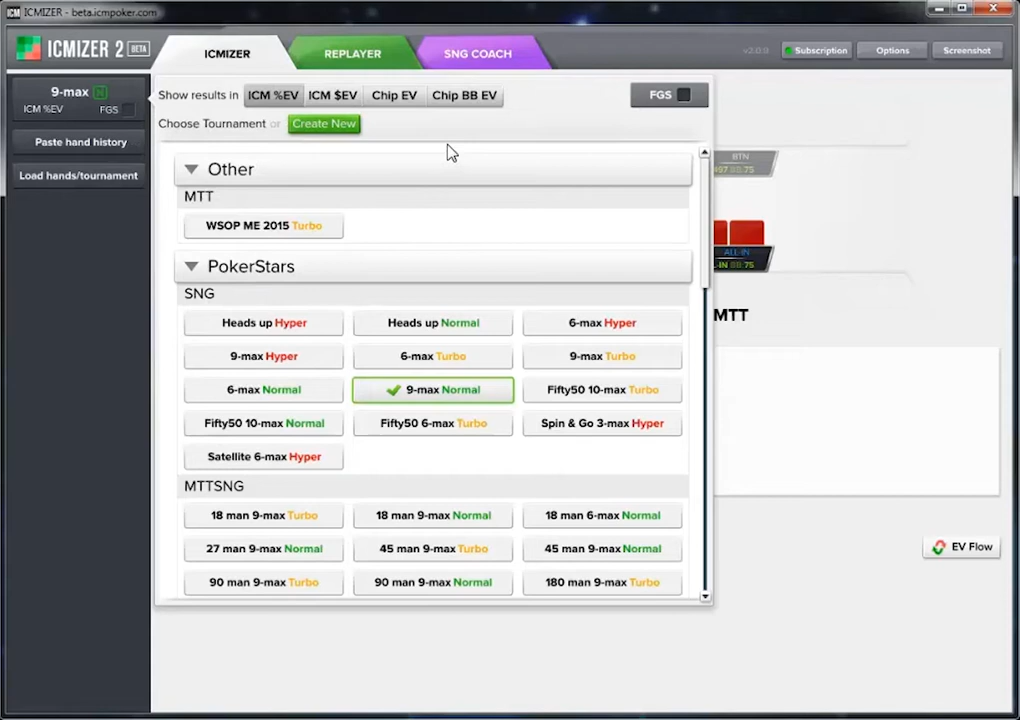 ICM ICMIZER - beta.icmpoker.com
ICMIZER 2 BETA
ICMIZER
REPLAYER
SNG COACH
v2.0.9
Subscription
Options
Screenshot
9-max N
ICM %EV FGS
Paste hand history
Load hands/tournament
Show results in ICM %EV ICM $EV Chip EV Chip BB EV
FGS
Choose Tournament or Create New
Other
MTT
WSOP ME 2015 Turbo
PokerStars
SNG
Heads up Hyper
Heads up Normal
6-max Hyper
9-max Hyper
6-max Turbo
9-max Turbo
6-max Normal
9-max Normal
Fifty50 10-max Turbo
Fifty50 10-max Normal
Fifty50 6-max Turbo
Spin & Go 3-max Hyper
Satellite 6-max Hyper
MTTSNG
18 man 9-max Turbo
18 man 9-max Normal
18 man 6-max Normal
27 man 9-max Normal
45 man 9-max Turbo
45 man 9-max Normal
90 man 9-max Turbo
90 man 9-max Normal
180 man 9-max Turbo
BTN
ALL-IN
MTT
EV Flow